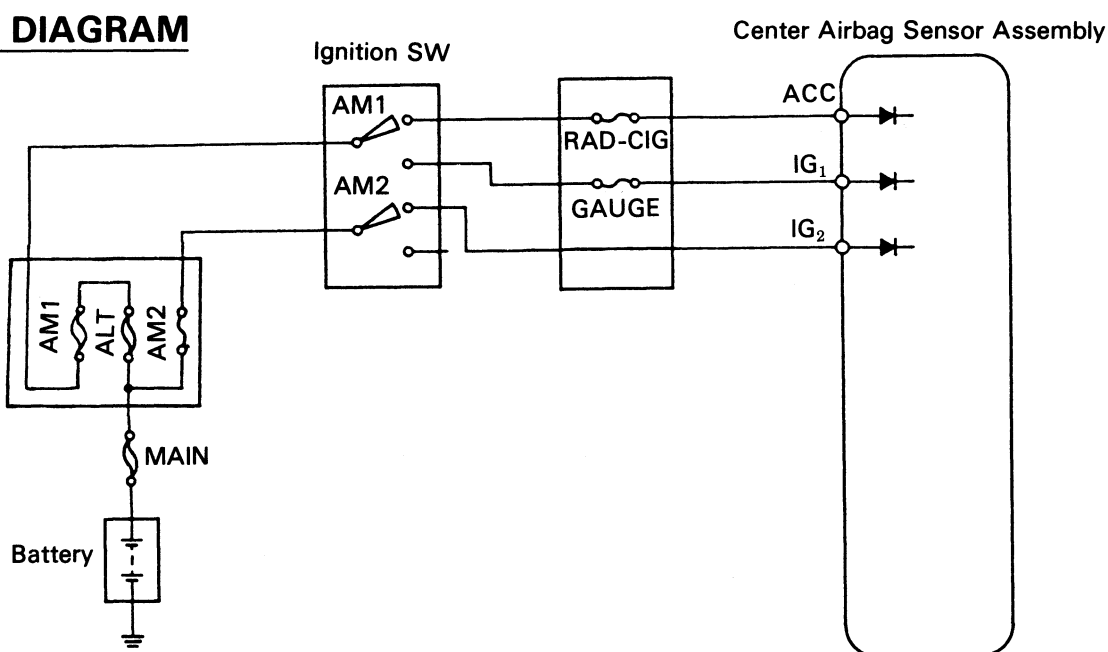 DIAGRAM
Ignition SW
Center Airbag Sensor Assembly
AM1
ACC
RAD-CIG
IG₁
AM2
GAUGE
IG₂
AM1
ALT
AM2
MAIN
Battery